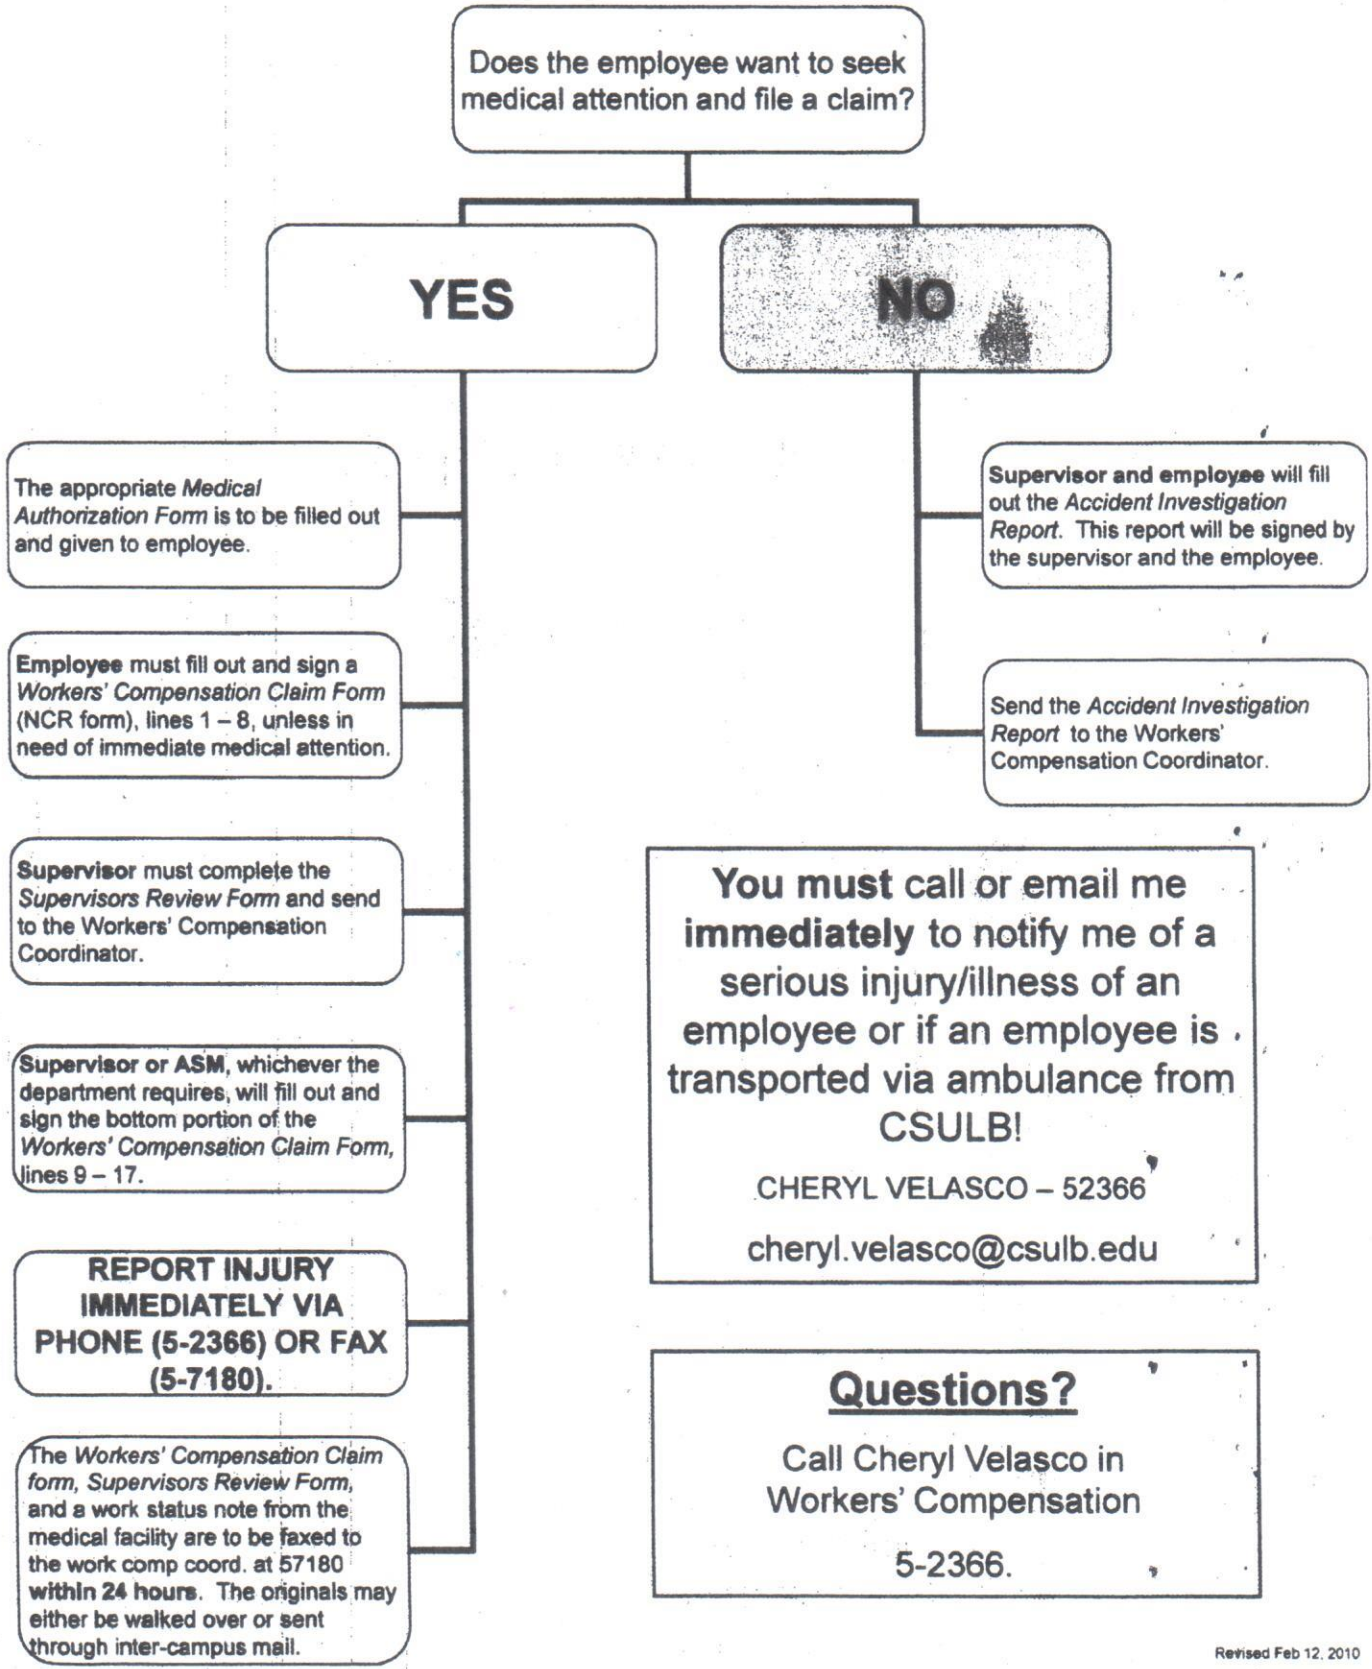 Does the employee want to seek
medical attention and file a claim?
YES
NO
The appropriate Medical
Authorization Form is to be filled out
and given to employee.
Employee must fill out and sign a
Workers' Compensation Claim Form
(NCR form), lines 1 – 8, unless in
need of immediate medical attention.
Supervisor must complete the
Supervisors Review Form and send
to the Workers' Compensation
Coordinator.
Supervisor or ASM, whichever the
department requires, will fill out and
sign the bottom portion of the
Workers' Compensation Claim Form,
lines 9 – 17.
REPORT INJURY
IMMEDIATELY VIA
PHONE (5-2366) OR FAX
(5-7180).
The Workers' Compensation Claim
form, Supervisors Review Form,
and a work status note from the
medical facility are to be faxed to
the work comp coord. at 57180
within 24 hours. The originals may
either be walked over or sent
through inter-campus mail.
Supervisor and employee will fill
out the Accident Investigation
Report. This report will be signed by
the supervisor and the employee.
Send the Accident Investigation
Report to the Workers'
Compensation Coordinator.
You must call or email me
immediately to notify me of a
serious injury/illness of an
employee or if an employee is
transported via ambulance from
CSULB!
CHERYL VELASCO – 52366
cheryl.velasco@csulb.edu
Questions?
Call Cheryl Velasco in
Workers' Compensation
5-2366.
Revised Feb 12, 2010